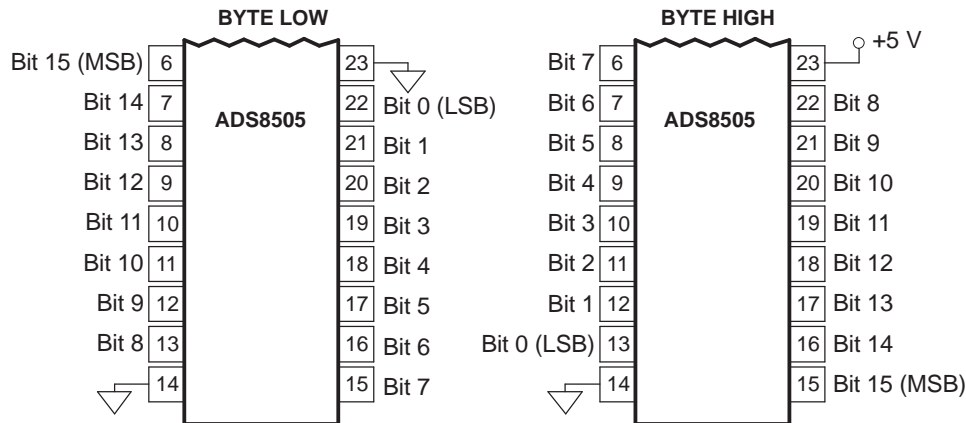 BYTE LOW
BYTE HIGH
Bit 15 (MSB) 6 23
Bit 14 7 22 Bit 0 (LSB)
ADS8505
Bit 13 8 21 Bit 1
Bit 12 9 20 Bit 2
Bit 11 10 19 Bit 3
Bit 10 11 18 Bit 4
Bit 9 12 17 Bit 5
Bit 8 13 16 Bit 6
14 15 Bit 7
+5 V
Bit 7 6 23
Bit 6 7 22 Bit 8
ADS8505
Bit 5 8 21 Bit 9
Bit 4 9 20 Bit 10
Bit 3 10 19 Bit 11
Bit 2 11 18 Bit 12
Bit 1 12 17 Bit 13
Bit 0 (LSB) 13 16 Bit 14
14 15 Bit 15 (MSB)